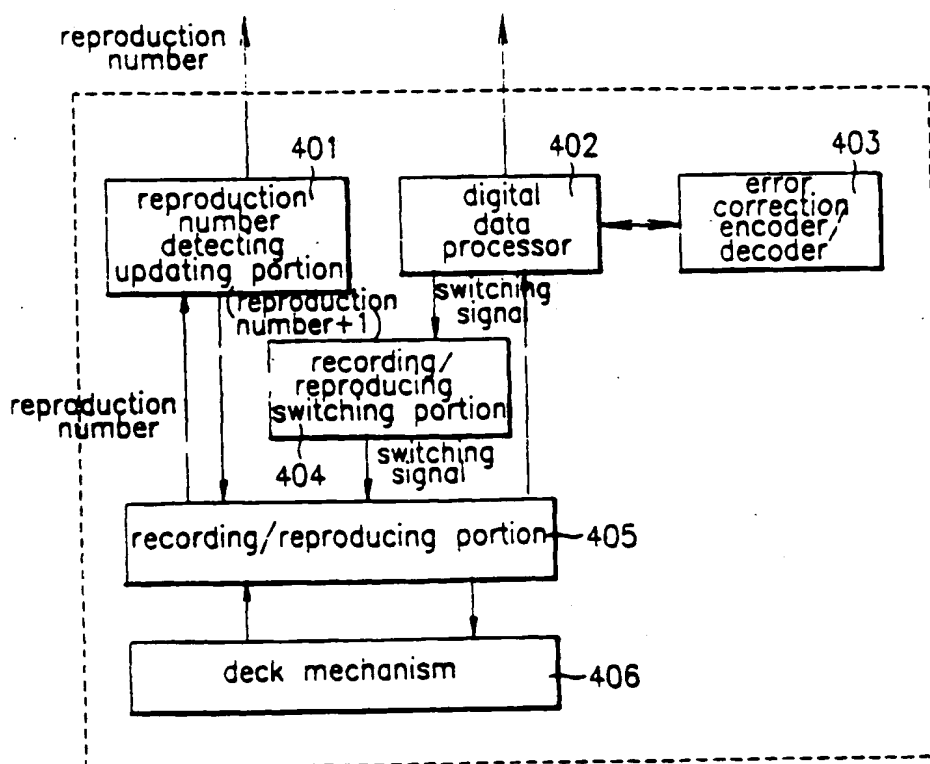 reproduction
number
401
402
403
reproduction
number
detecting
updating portion
digital
data
processor
error
correction
encoder/
decoder
(reproduction
number+1)
switching
signal
recording/
reproducing
switching portion
reproduction
number
404
switching
signal
recording/reproducing portion
405
deck mechanism
406